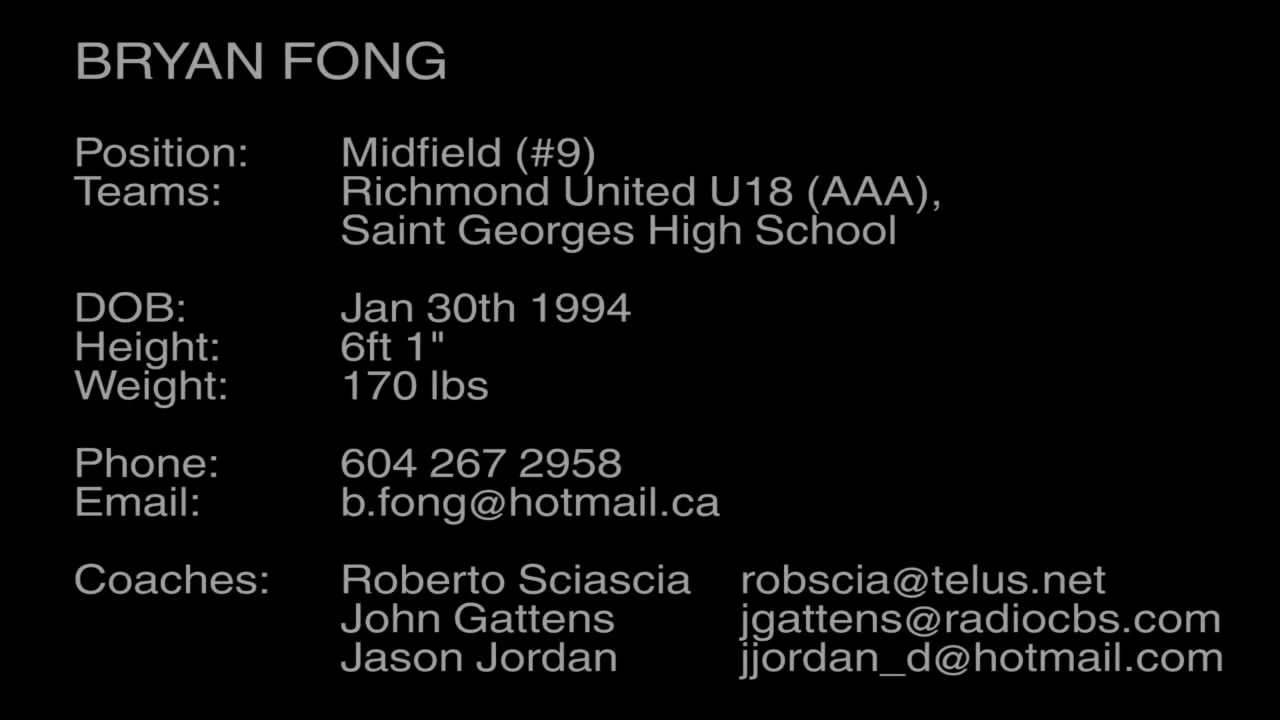 BRYAN FONG
Position: Midfield (#9)
Teams: Richmond United U18 (AAA),
Saint Georges High School
DOB: Jan 30th 1994
Height: 6ft 1"
Weight: 170 lbs
Phone: 604 267 2958
Email: b.fong@hotmail.ca
Coaches: Roberto Sciascia robscia@telus.net
John Gattens jgattens@radiocbs.com
Jason Jordan jjordan_d@hotmail.com